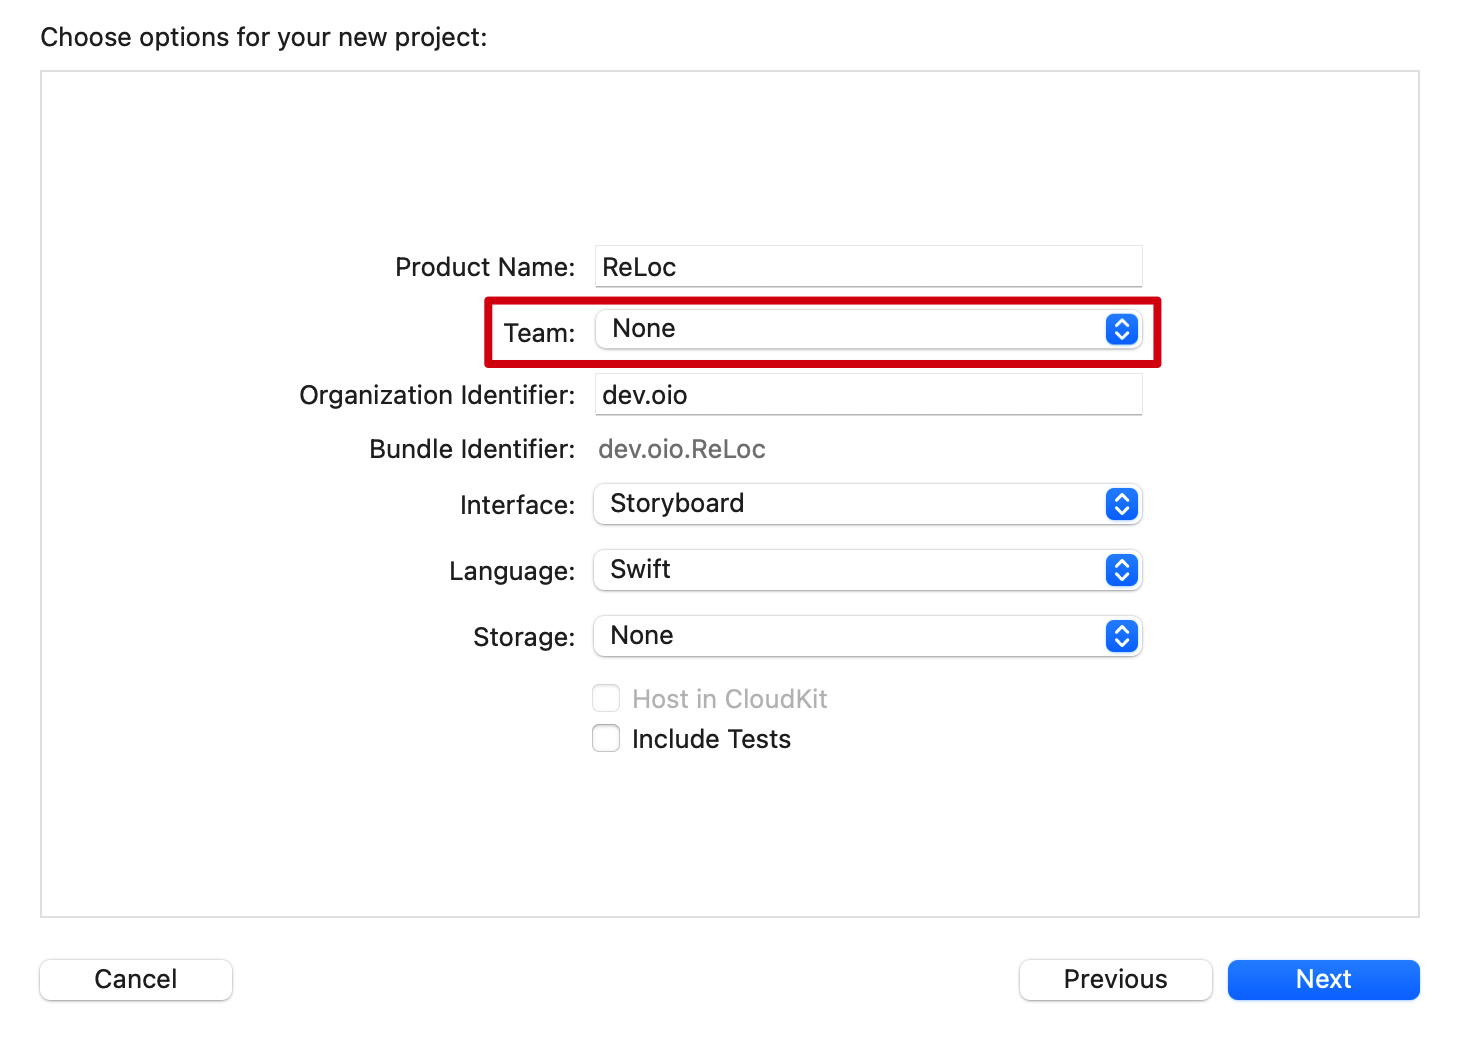 Choose options for your new project:
Product Name: ReLoc
Team: None
Organization Identifier: dev.oio
Bundle Identifier: dev.oio.ReLoc
Interface: Storyboard
Language: Swift
Storage: None
Host in CloudKit
Include Tests
Cancel Previous Next